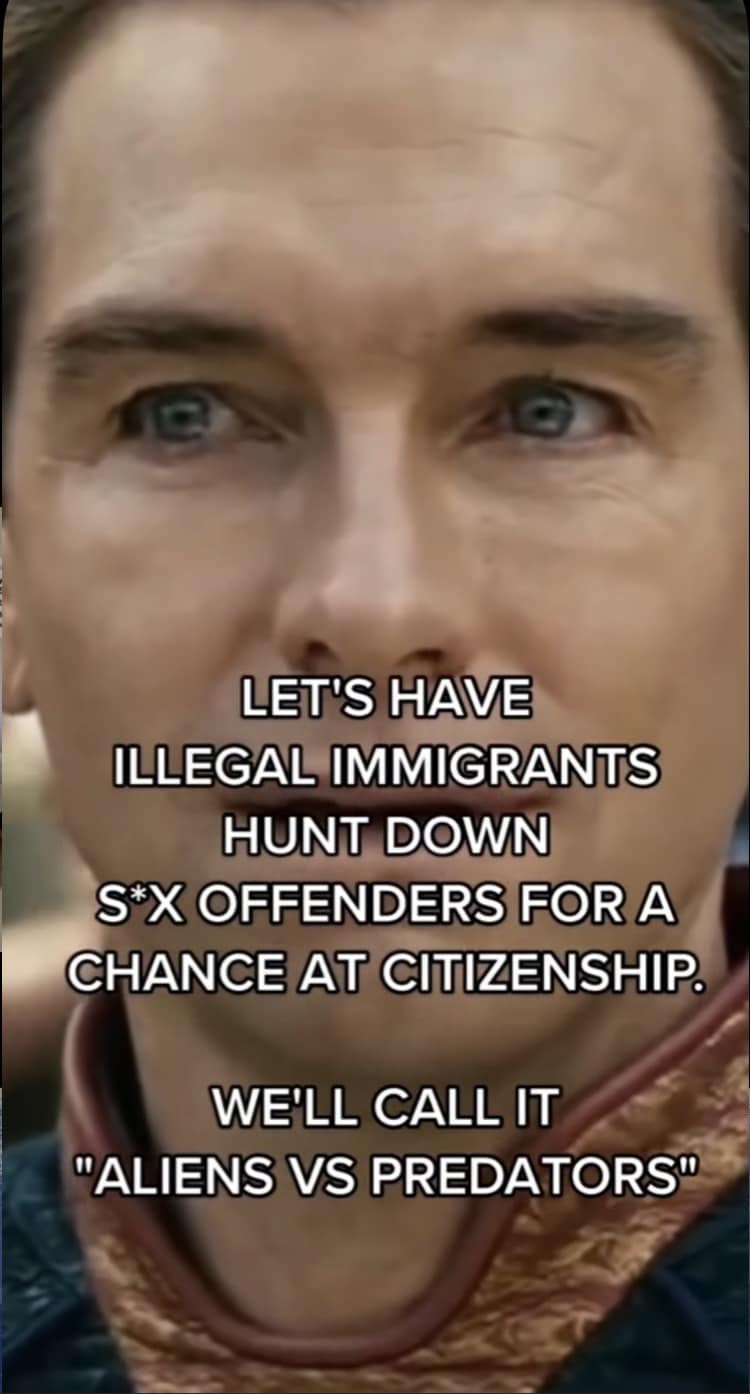 LET'S HAVE
ILLEGAL IMMIGRANTS
HUNT DOWN
S*X OFFENDERS FOR A
CHANCE AT CITIZENSHIP.
WE'LL CALL IT
"ALIENS VS PREDATORS"